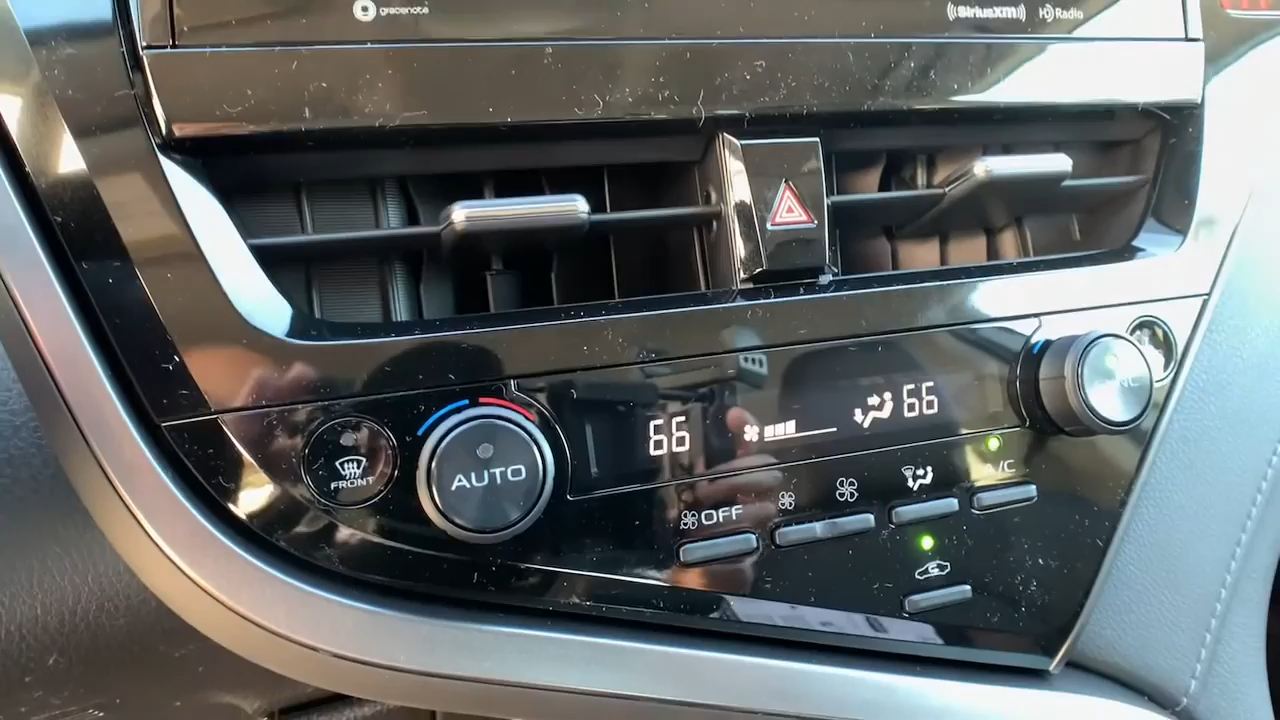 gracenote
SiriusXM HD Radio
FRONT
AUTO
66
66
OFF
A/C